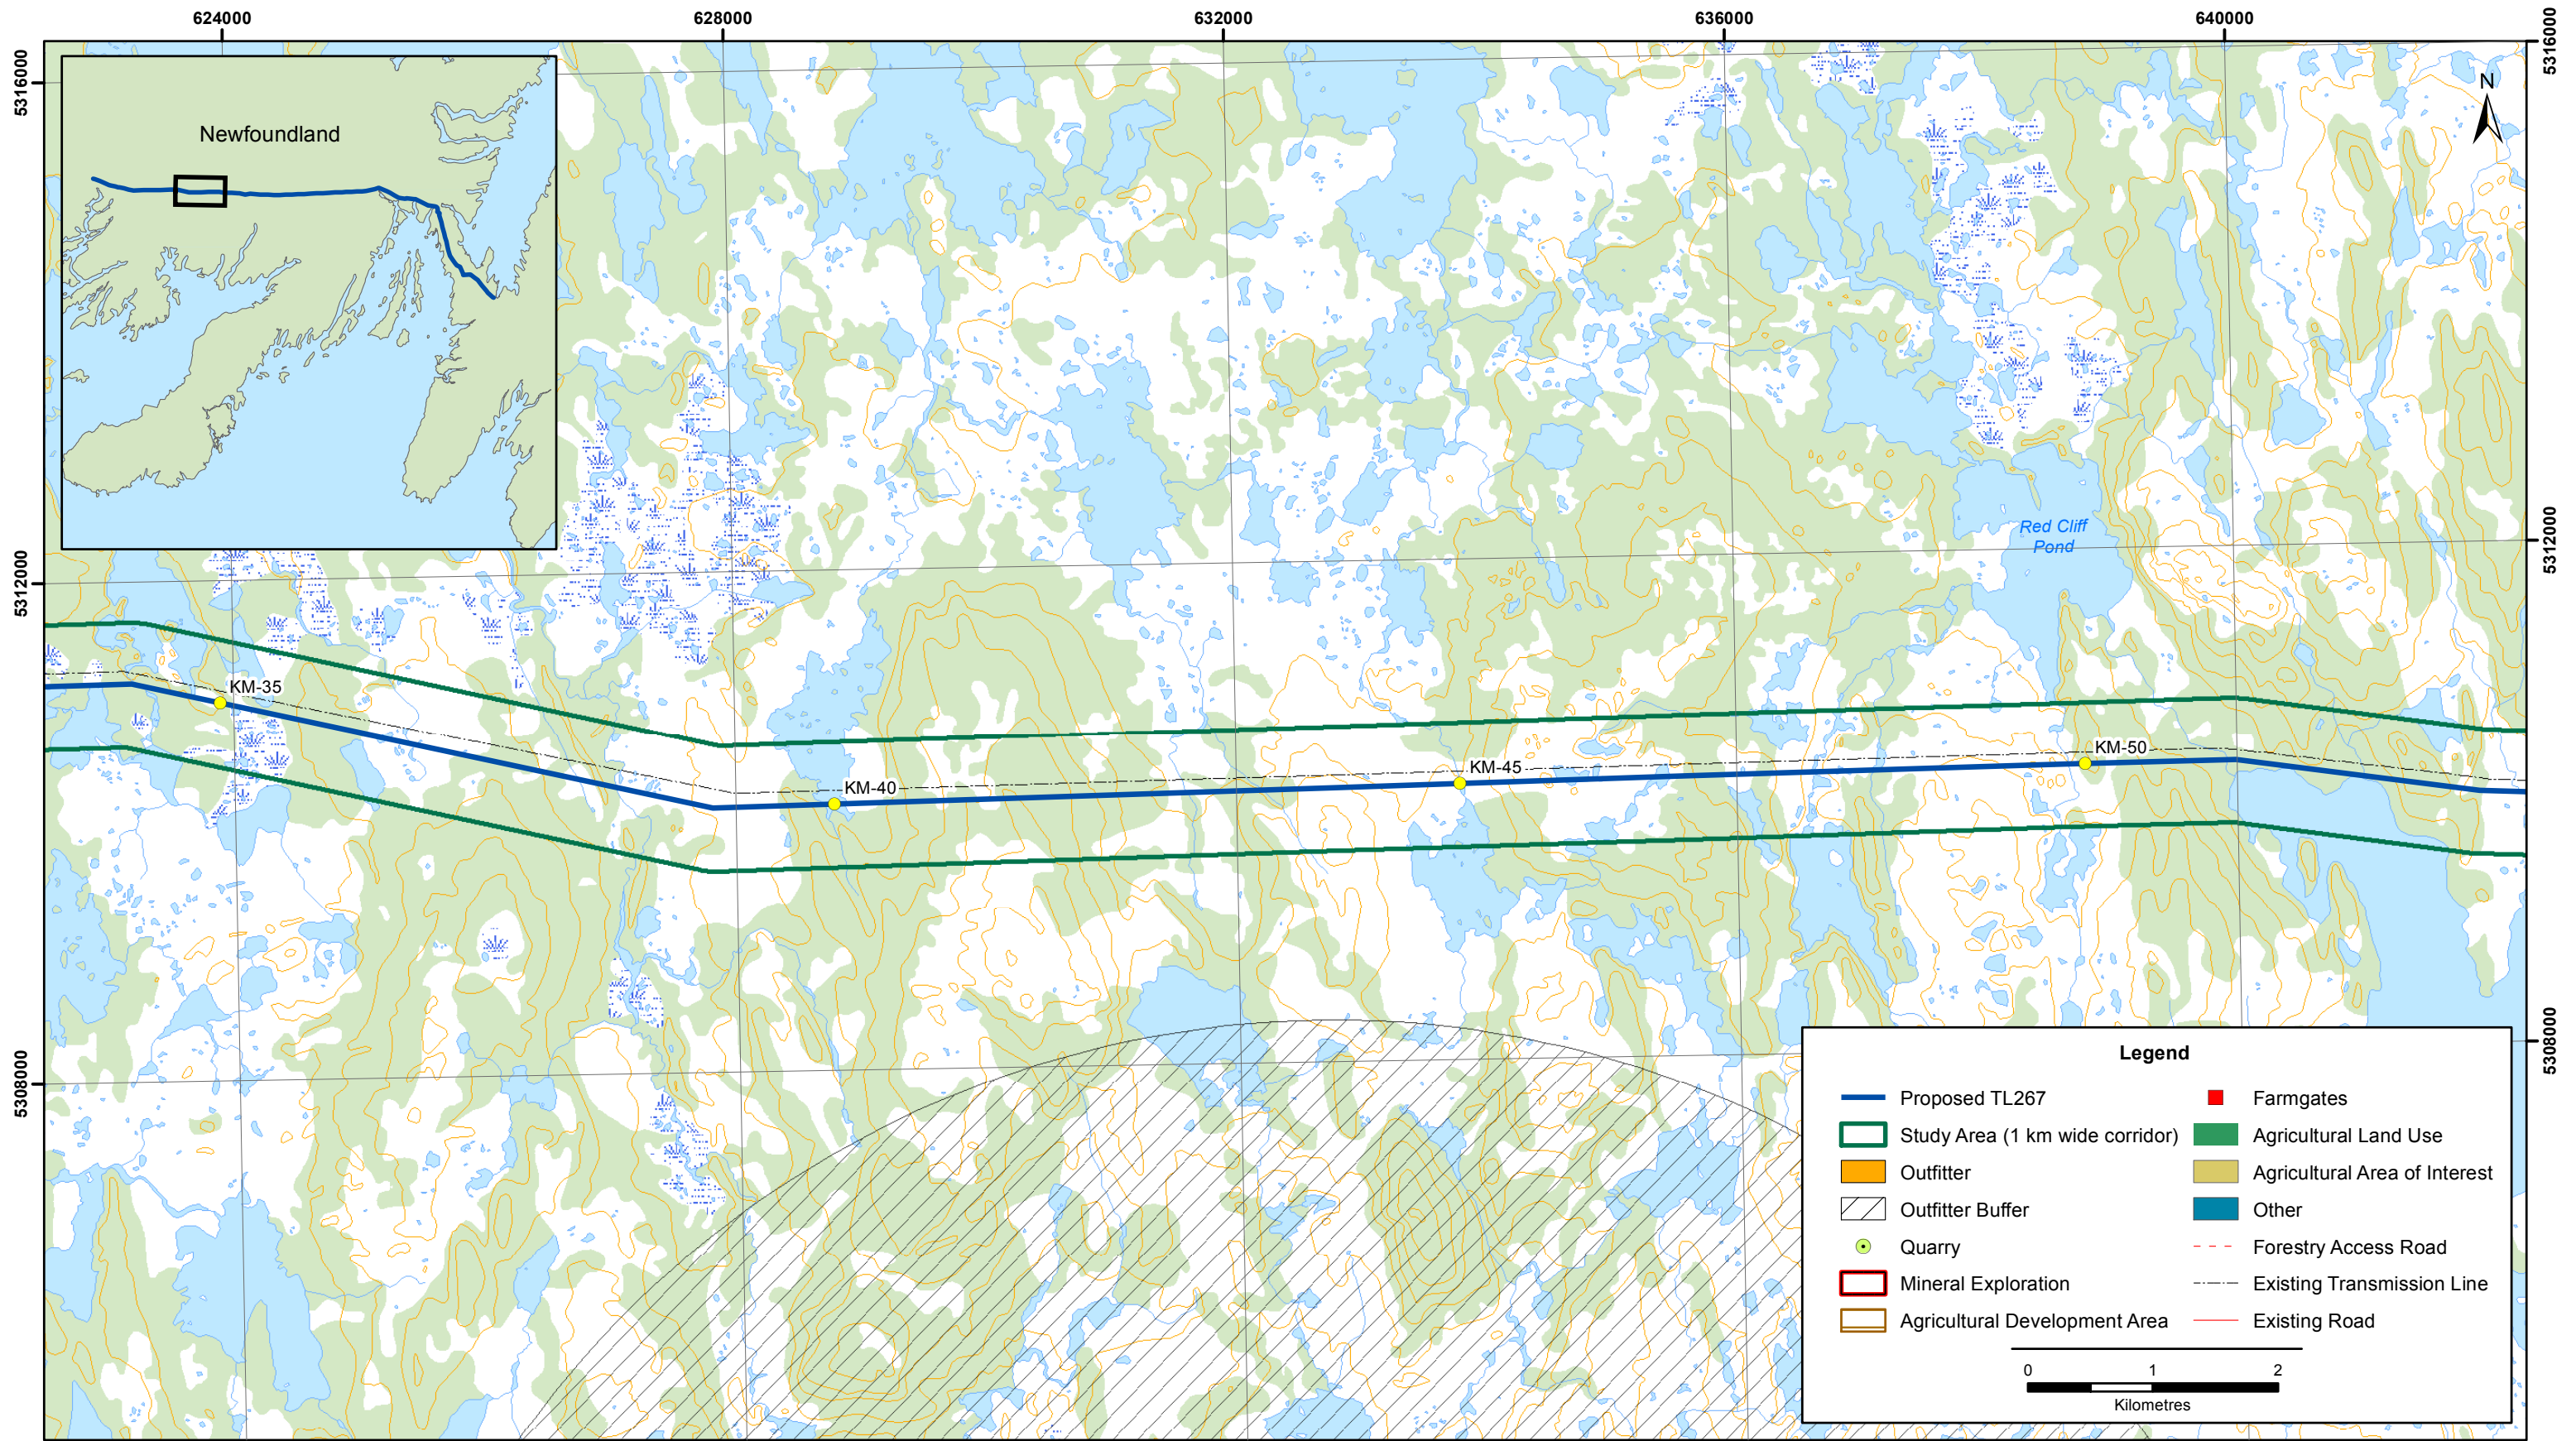 624000
628000
632000
636000
640000
5316000
5316000
N
Newfoundland
Red Cliff
Pond
5312000
5312000
KM-35
KM-40
KM-45
KM-50
5308000
5308000
Legend
Proposed TL267
Study Area (1 km wide corridor)
Outfitter
Outfitter Buffer
Quarry
Mineral Exploration
Agricultural Development Area
Farmgates
Agricultural Land Use
Agricultural Area of Interest
Other
Forestry Access Road
Existing Transmission Line
Existing Road
0 1 2
Kilometres